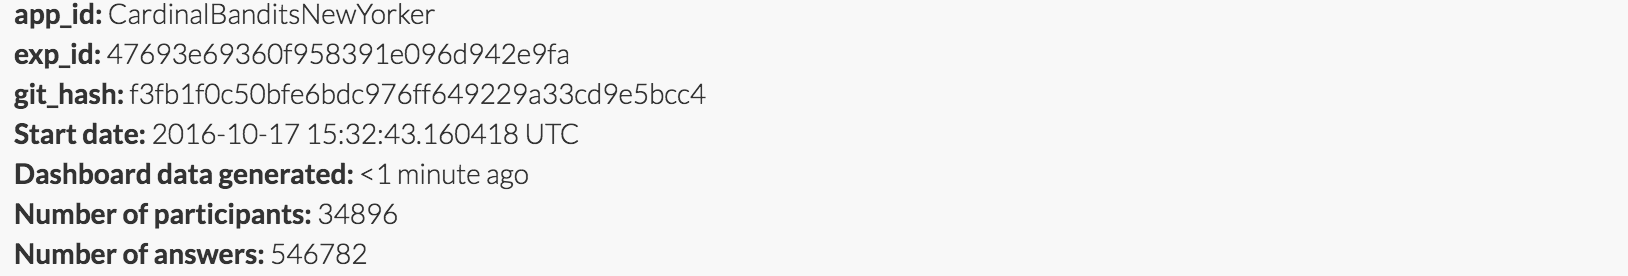 app_id: CardinalBanditsNewYorker
exp_id: 47693e69360f958391e096d942e9fa
git_hash: f3fb1f0c50bfe6bdc976ff649229a33cd9e5bcc4
Start date: 2016-10-17 15:32:43.160418 UTC
Dashboard data generated: <1 minute ago
Number of participants: 34896
Number of answers: 546782